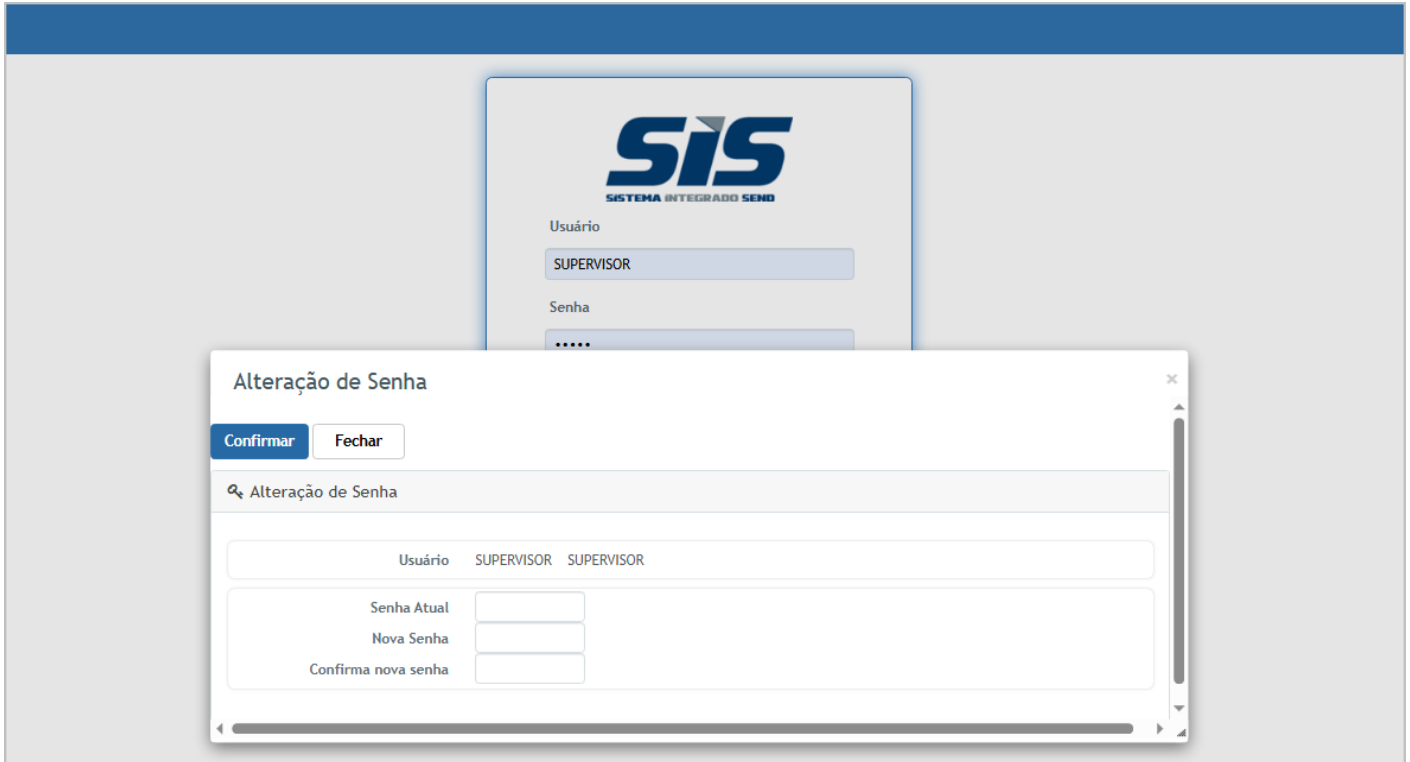 SiS
SISTEMA INTEGRADO SEND
Usuário
SUPERVISOR
Senha
•••••
Alteração de Senha
×
Confirmar Fechar
Alteração de Senha
Usuário SUPERVISOR SUPERVISOR
Senha Atual
Nova Senha
Confirma nova senha